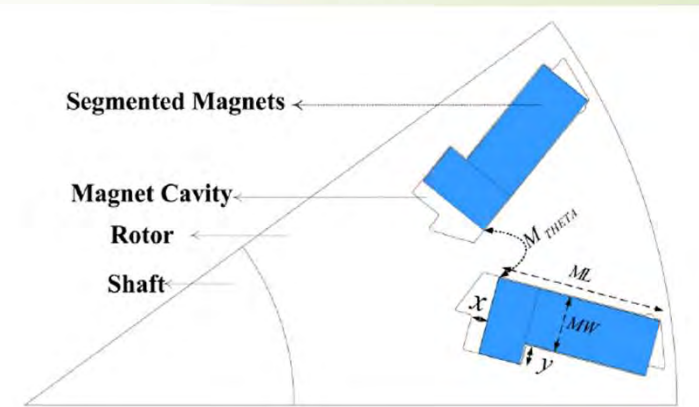 Segmented Magnets
Magnet Cavity
Rotor
Shaft
M THETA
ML
x
MW
y